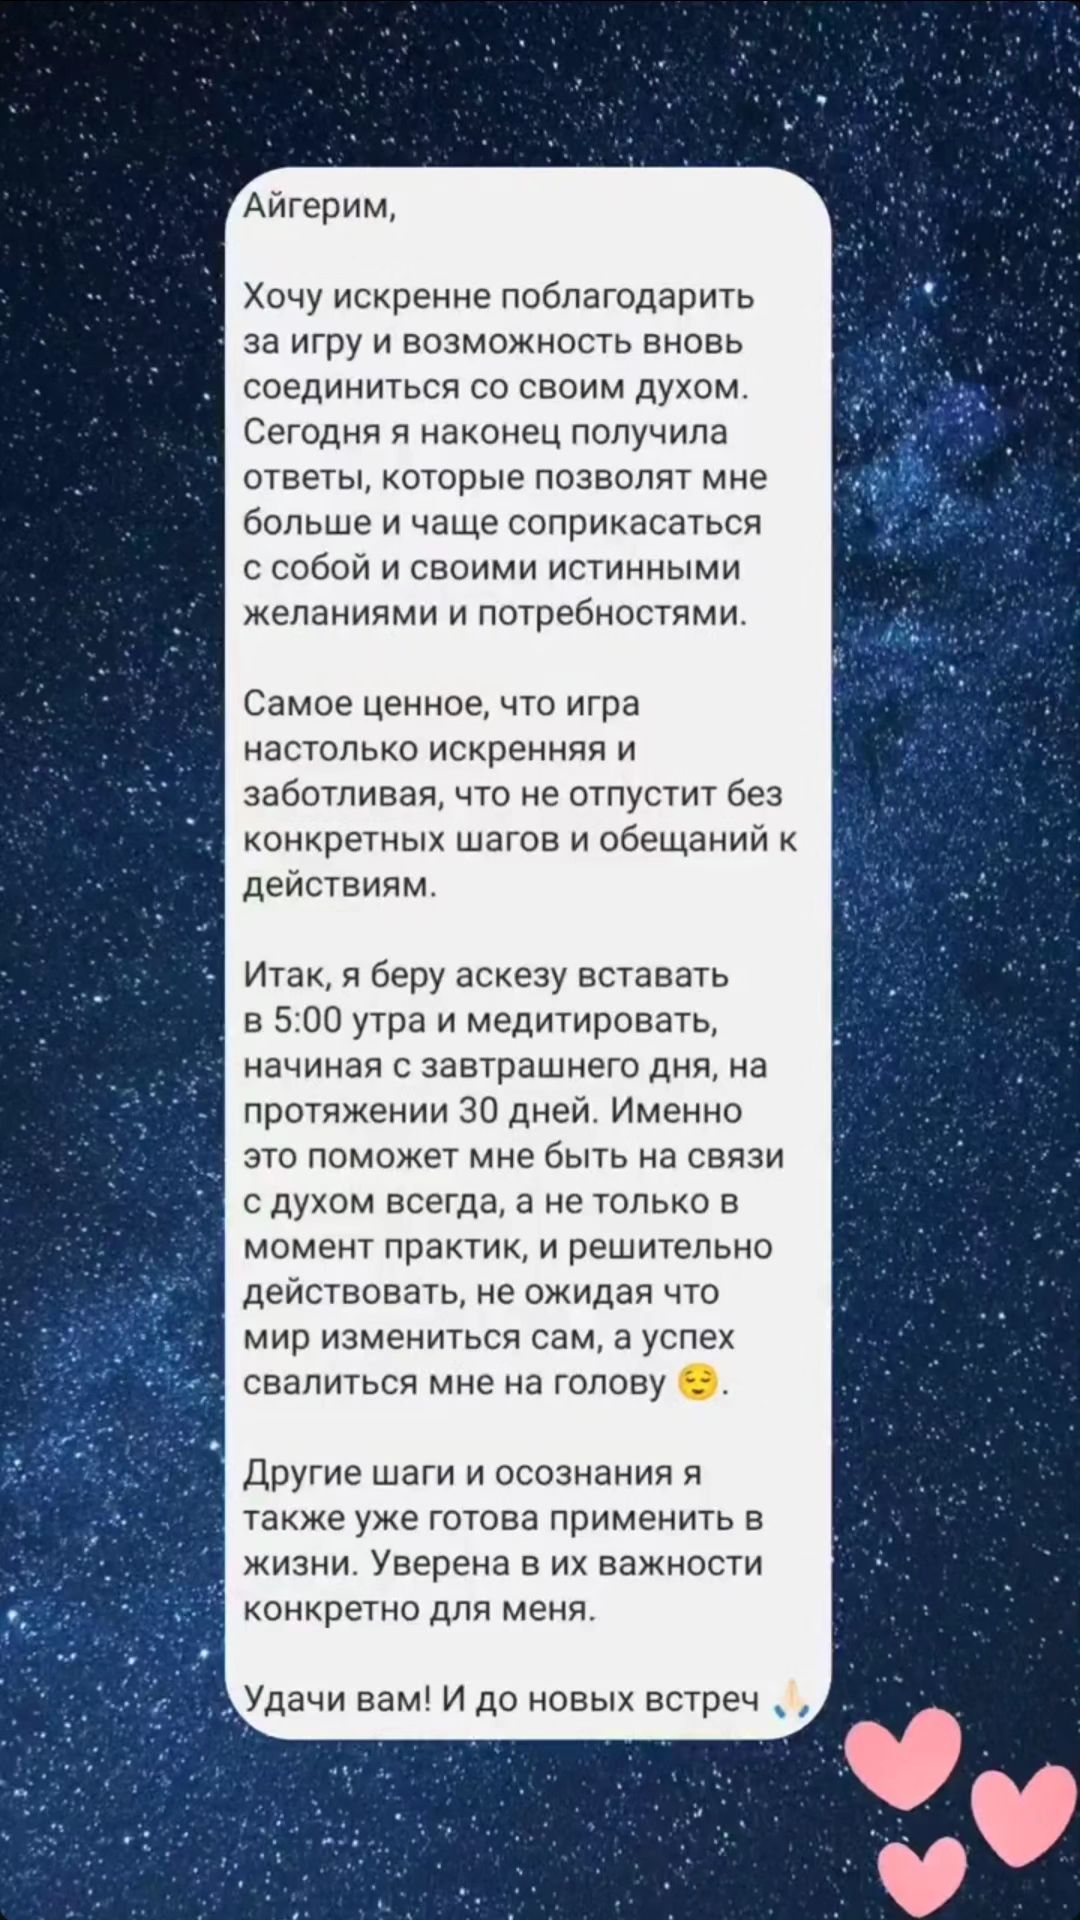 Айгерим,
Хочу искренне поблагодарить
за игру и возможность вновь
соединиться со своим духом.
Сегодня я наконец получила
ответы, которые позволят мне
больше и чаще соприкасаться
с собой и своими истинными
желаниями и потребностями.
Самое ценное, что игра
настолько искренняя и
заботливая, что не отпустит без
конкретных шагов и обещаний к
действиям.
Итак, я беру аскезу вставать
в 5:00 утра и медитировать,
начиная с завтрашнего дня, на
протяжении 30 дней. Именно
это поможет мне быть на связи
с духом всегда, а не только в
момент практик, и решительно
действовать, не ожидая что
мир измениться сам, а успех
свалиться мне на голову 😌.
Другие шаги и осознания я
также уже готова применить в
жизни. Уверена в их важности
конкретно для меня.
Удачи вам! И до новых встреч 🙏🏻